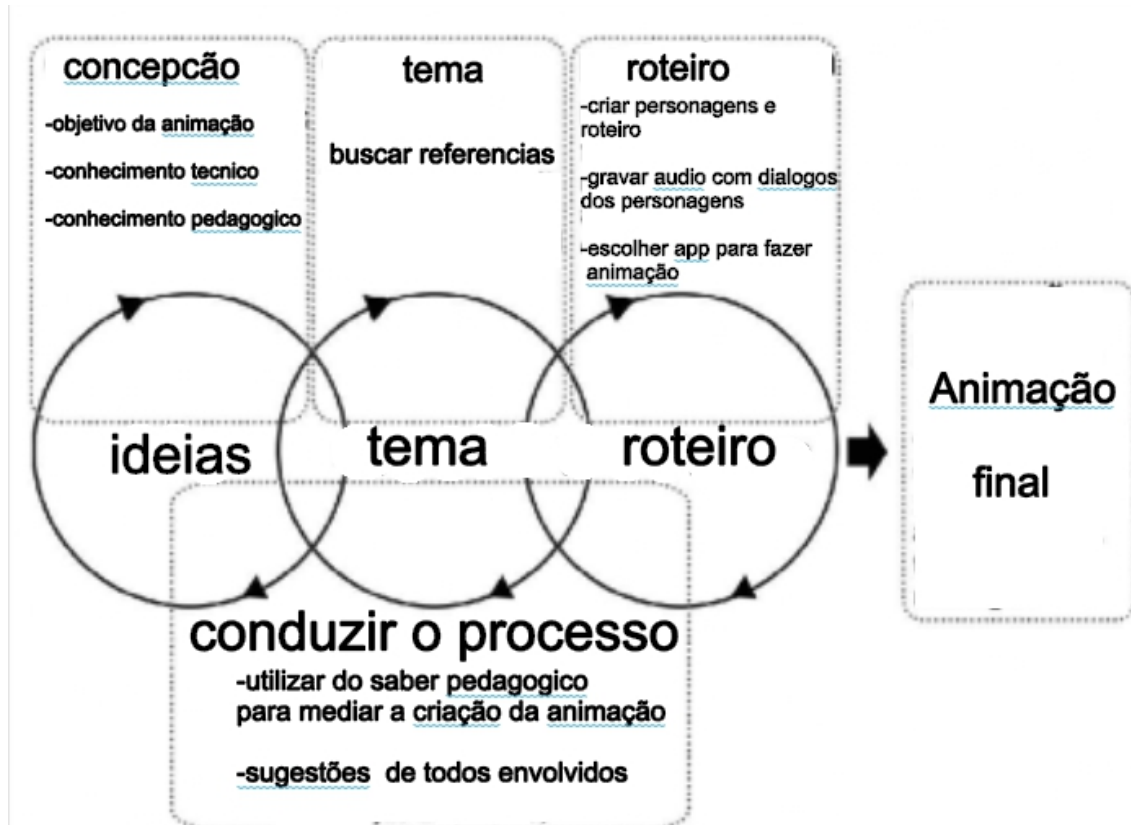 concepcão
-objetivo da animação
-conhecimento tecnico
-conhecimento pedagogico
tema
buscar referencias
roteiro
-criar personagens e
roteiro
-gravar audio com dialogos
dos personagens
-escolher app para fazer
animação
ideias
tema
roteiro
Animação
final
conduzir o processo
-utilizar do saber pedagogico
para mediar a criação da animação
-sugestões de todos envolvidos